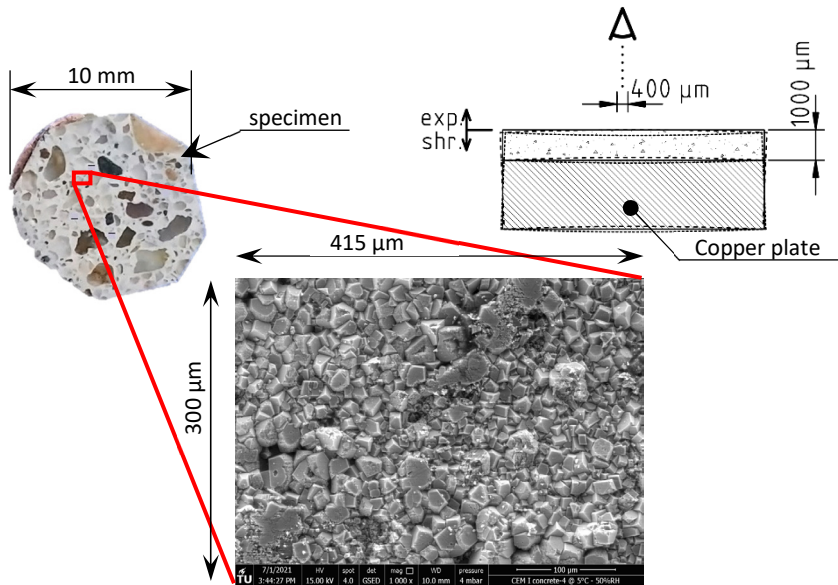 10 mm
specimen
400 µm
1000 µm
exp.
shr.
415 µm
Copper plate
300 µm
TU
7/1/2021 HV spot det mag WD pressure 100 µm
3:44:27 PM 15.00 kV 4.0 GSED 1 000 x 10.0 mm 4 mbar CEM I concrete-4 @ 5°C - 50%RH